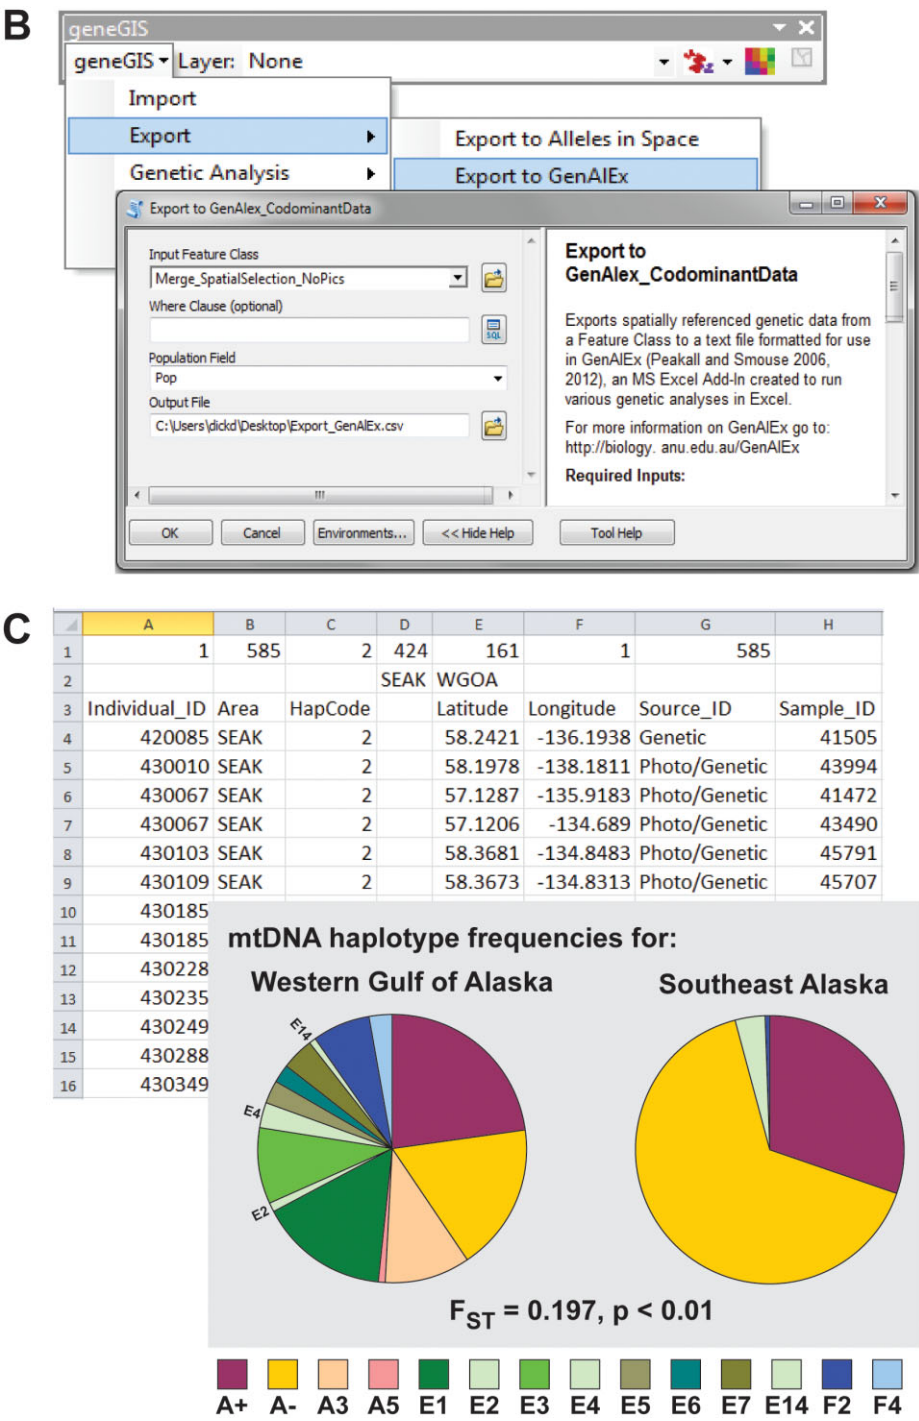 B
geneGIS
geneGIS Layer: None
Import
Export
Export to Alleles in Space
Genetic Analysis
Export to GenAlEx
Export to GenAlex_CodominantData
Input Feature Class
Merge_SpatialSelection_NoPics
Where Clause (optional)
SQL
Population Field
Pop
Output File
C:\Users\dickd\Desktop\Export_GenAlEx.csv
Export to
GenAlex_CodominantData
Exports spatially referenced genetic data from
a Feature Class to a text file formatted for use
in GenAlEx (Peakall and Smouse 2006,
2012), an MS Excel Add-In created to run
various genetic analyses in Excel.
For more information on GenAlEx go to:
http://biology. anu.edu.au/GenAlEx
Required Inputs:
OK Cancel Environments... << Hide Help Tool Help
C
A B C D E F G H
1 1 585 2 424 161 1 585
2 SEAK WGOA
3 Individual_ID Area HapCode Latitude Longitude Source_ID Sample_ID
4 420085 SEAK 2 58.2421 -136.1938 Genetic 41505
5 430010 SEAK 2 58.1978 -138.1811 Photo/Genetic 43994
6 430067 SEAK 2 57.1287 -135.9183 Photo/Genetic 41472
7 430067 SEAK 2 57.1206 -134.689 Photo/Genetic 43490
8 430103 SEAK 2 58.3681 -134.8483 Photo/Genetic 45791
9 430109 SEAK 2 58.3673 -134.8313 Photo/Genetic 45707
10 430185
11 430185
12 430228
13 430235
14 430249
15 430288
16 430349
mtDNA haplotype frequencies for:
Western Gulf of Alaska
Southeast Alaska
E14
E4
E2
FST = 0.197, p < 0.01
A+ A- A3 A5 E1 E2 E3 E4 E5 E6 E7 E14 F2 F4